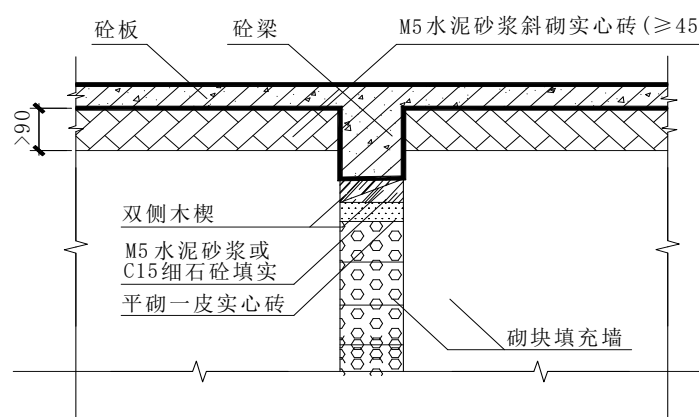 砼板
砼梁
M5水泥砂浆斜砌实心砖(≥45
>90
双侧木楔
M5水泥砂浆或
C15细石砼填实
平砌一皮实心砖
砌块填充墙